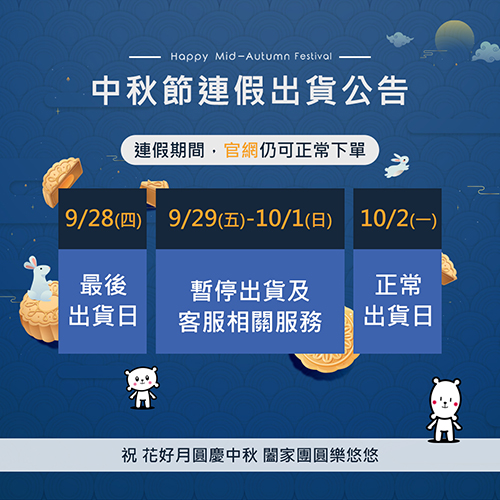 Happy Mid-Autumn Festival
中秋節連假出貨公告
連假期間，官網仍可正常下單
9/28(四)
9/29(五)-10/1(日)
10/2(一)
最後
出貨日
暫停出貨及
客服相關服務
正常
出貨日
祝 花好月圓慶中秋 闔家團圓樂悠悠